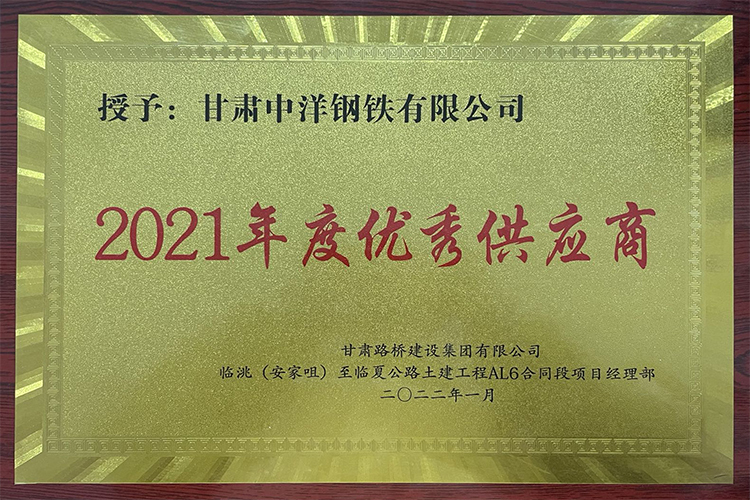 授予：甘肃中洋钢铁有限公司
2021年度优秀供应商
甘肃路桥建设集团有限公司
临洮（安家咀）至临夏公路土建工程AL6合同段项目经理部
二〇二二年一月